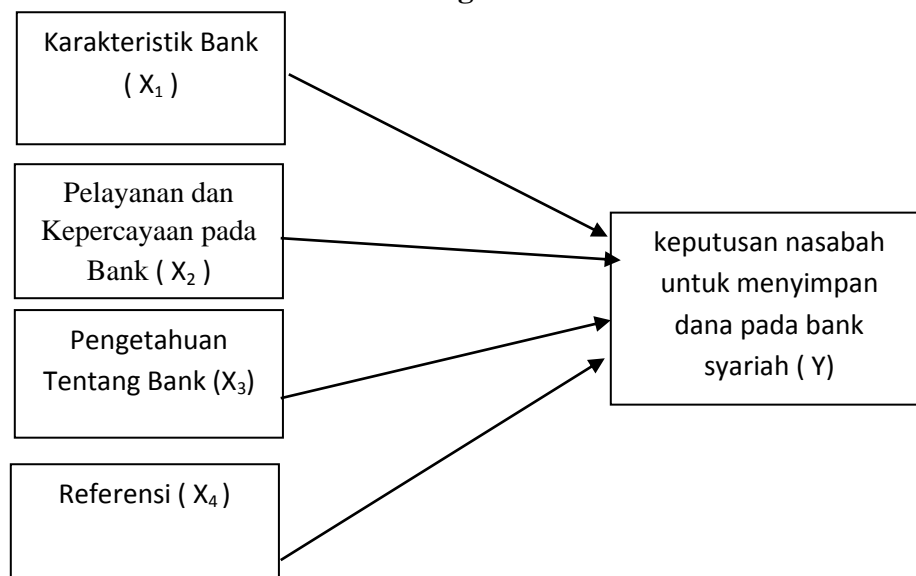 Karakteristik Bank
( X₁ )
Pelayanan dan
Kepercayaan pada
Bank ( X₂ )
Pengetahuan
Tentang Bank (X₃)
Referensi ( X₄ )
keputusan nasabah
untuk menyimpan
dana pada bank
syariah ( Y)